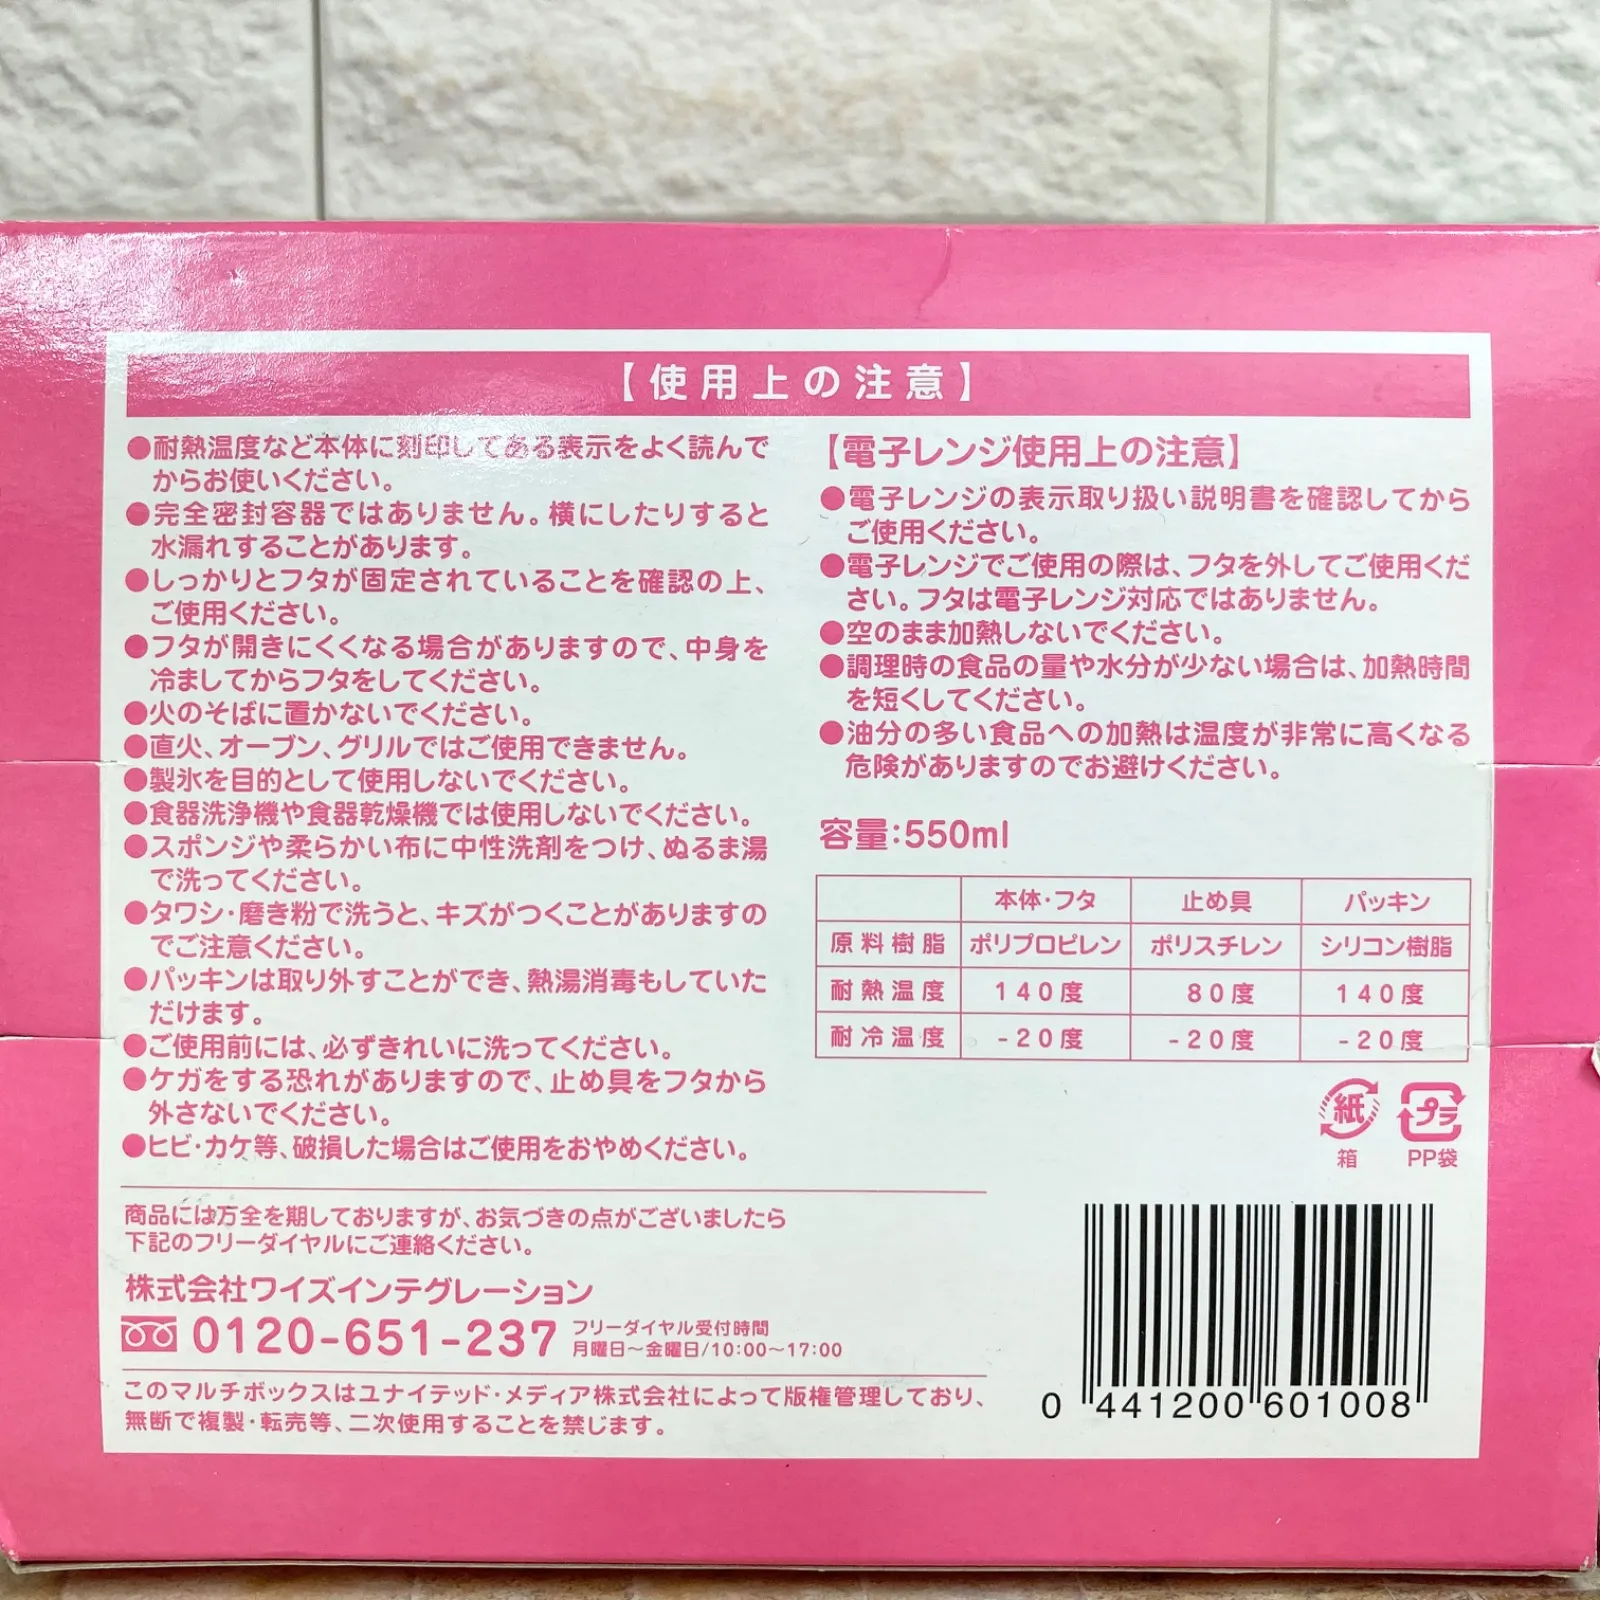 【使用上の注意】
●耐熱温度など本体に刻印してある表示をよく読んで
からお使いください。
●完全密封容器ではありません。横にしたりすると
水漏れすることがあります。
●しっかりとフタが固定されていることを確認の上、
ご使用ください。
●フタが開きにくくなる場合がありますので、中身を
冷ましてからフタをしてください。
●火のそばに置かないでください。
●直火、オーブン、グリルではご使用できません。
●製氷を目的として使用しないでください。
●食器洗浄機や食器乾燥機では使用しないでください。
●スポンジや柔らかい布に中性洗剤をつけ、ぬるま湯
で洗ってください。
●タワシ・磨き粉で洗うと、キズがつくことがありますの
でご注意ください。
●パッキンは取り外すことができ、熱湯消毒もしていた
だけます。
●ご使用前には、必ずきれいに洗ってください。
●ケガをする恐れがありますので、止め具をフタから
外さないでください。
●ヒビ・カケ等、破損した場合はご使用をおやめください。
【電子レンジ使用上の注意】
●電子レンジの表示取り扱い説明書を確認してから
ご使用ください。
●電子レンジでご使用の際は、フタを外してご使用くだ
さい。フタは電子レンジ対応ではありません。
●空のまま加熱しないでください。
●調理時の食品の量や水分が少ない場合は、加熱時間
を短くしてください。
●油分の多い食品への加熱は温度が非常に高くなる
危険がありますのでお避けください。
容量:550ml
本体・フタ 止め具 パッキン
原料樹脂 ポリプロピレン ポリスチレン シリコン樹脂
耐熱温度 140度 80度 140度
耐冷温度 -20度 -20度 -20度
紙 プラ
箱 PP袋
商品には万全を期しておりますが、お気づきの点がございましたら
下記のフリーダイヤルにご連絡ください。
株式会社ワイズインテグレーション
0120-651-237 フリーダイヤル受付時間
月曜日～金曜日/10:00～17:00
このマルチボックスはユナイテッド・メディア株式会社によって版権管理しており、
無断で複製・転売等、二次使用することを禁じます。
0 441200 601008